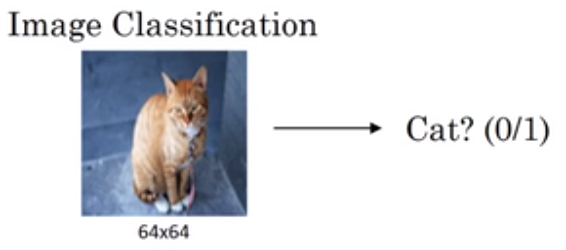 Image Classification
Cat? (0/1)
64x64